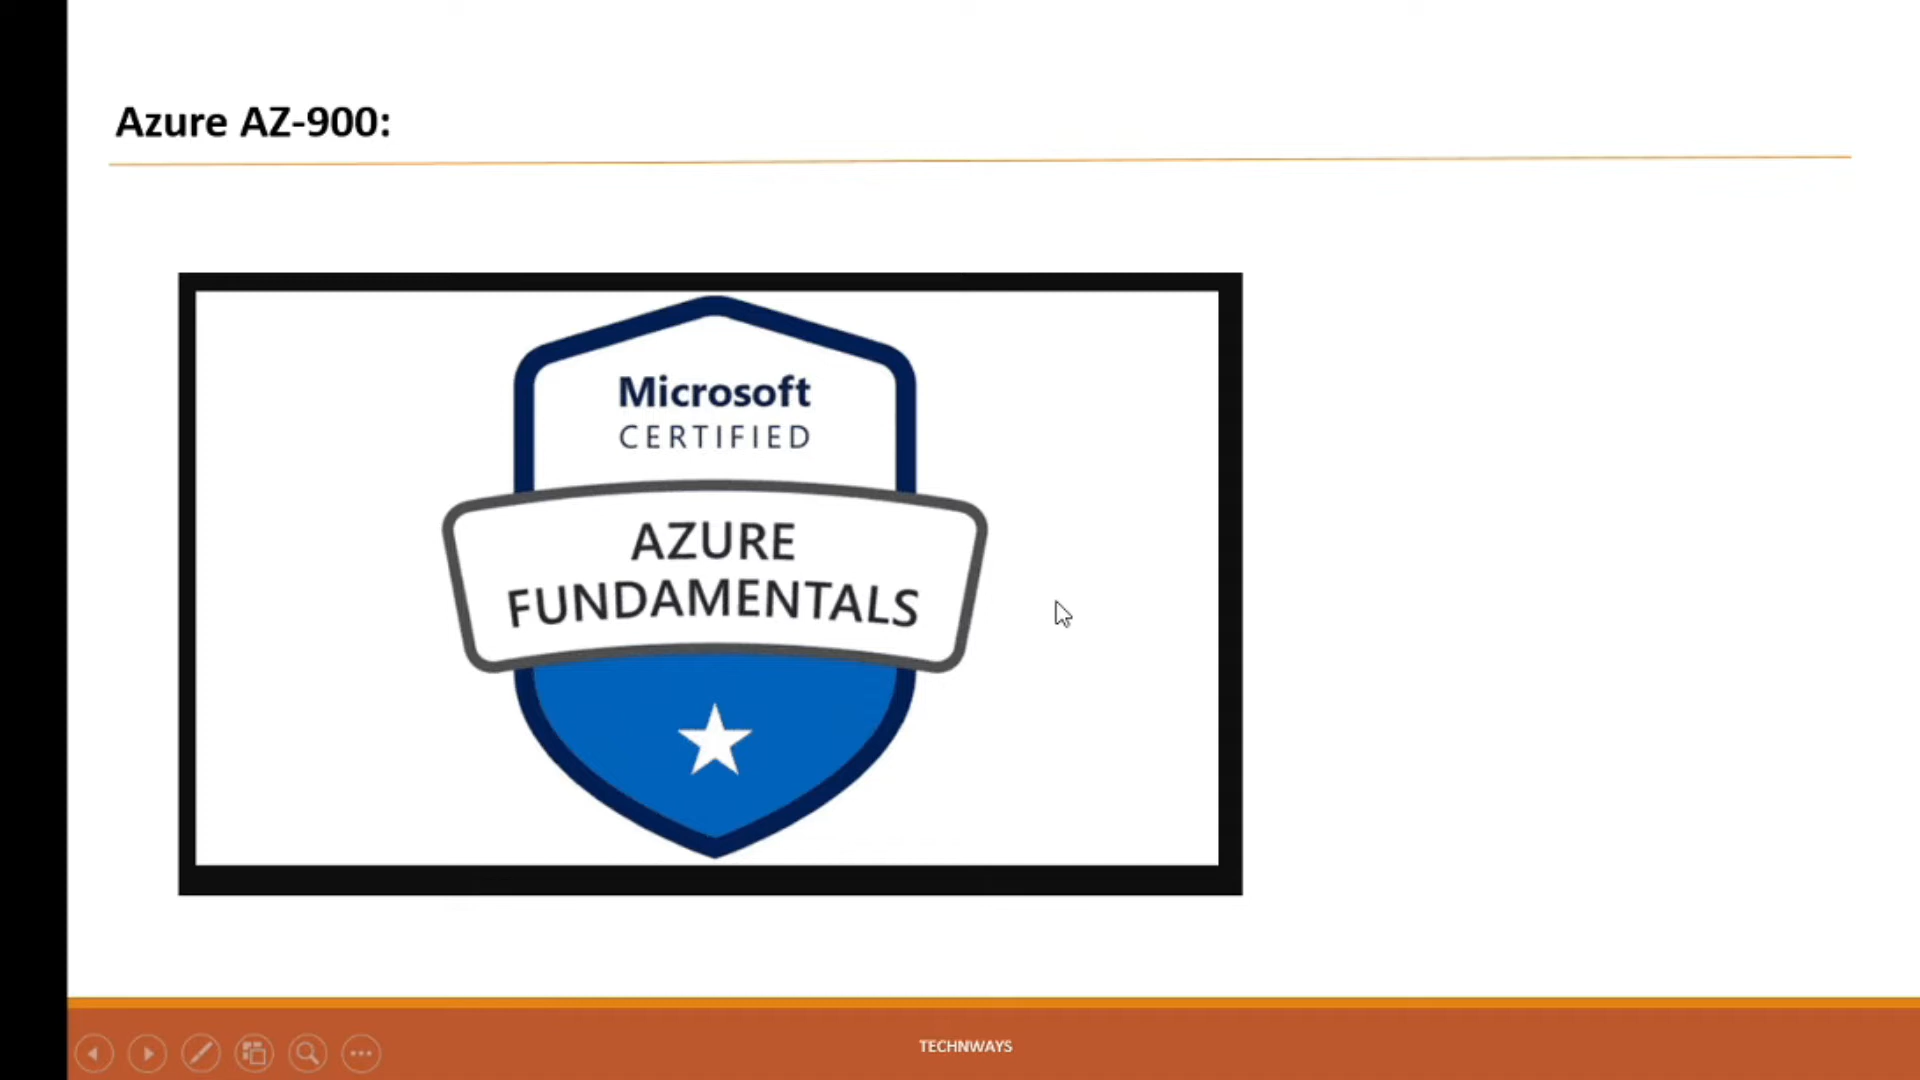 Azure AZ-900:
Microsoft
CERTIFIED
AZURE
FUNDAMENTALS
TECHNWAYS